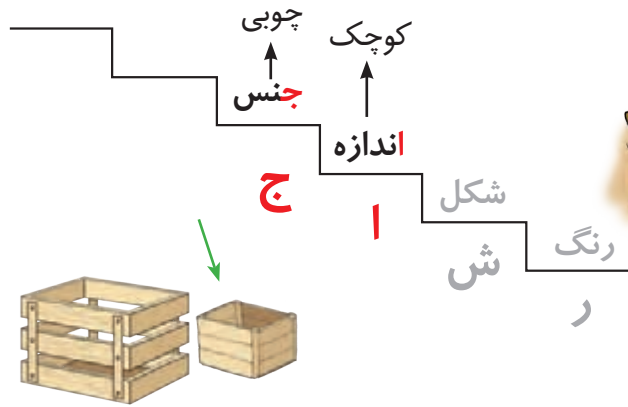 چوبی
کوچک
جنس
اندازه
ج
ا
شکل
ش
رنگ
ر